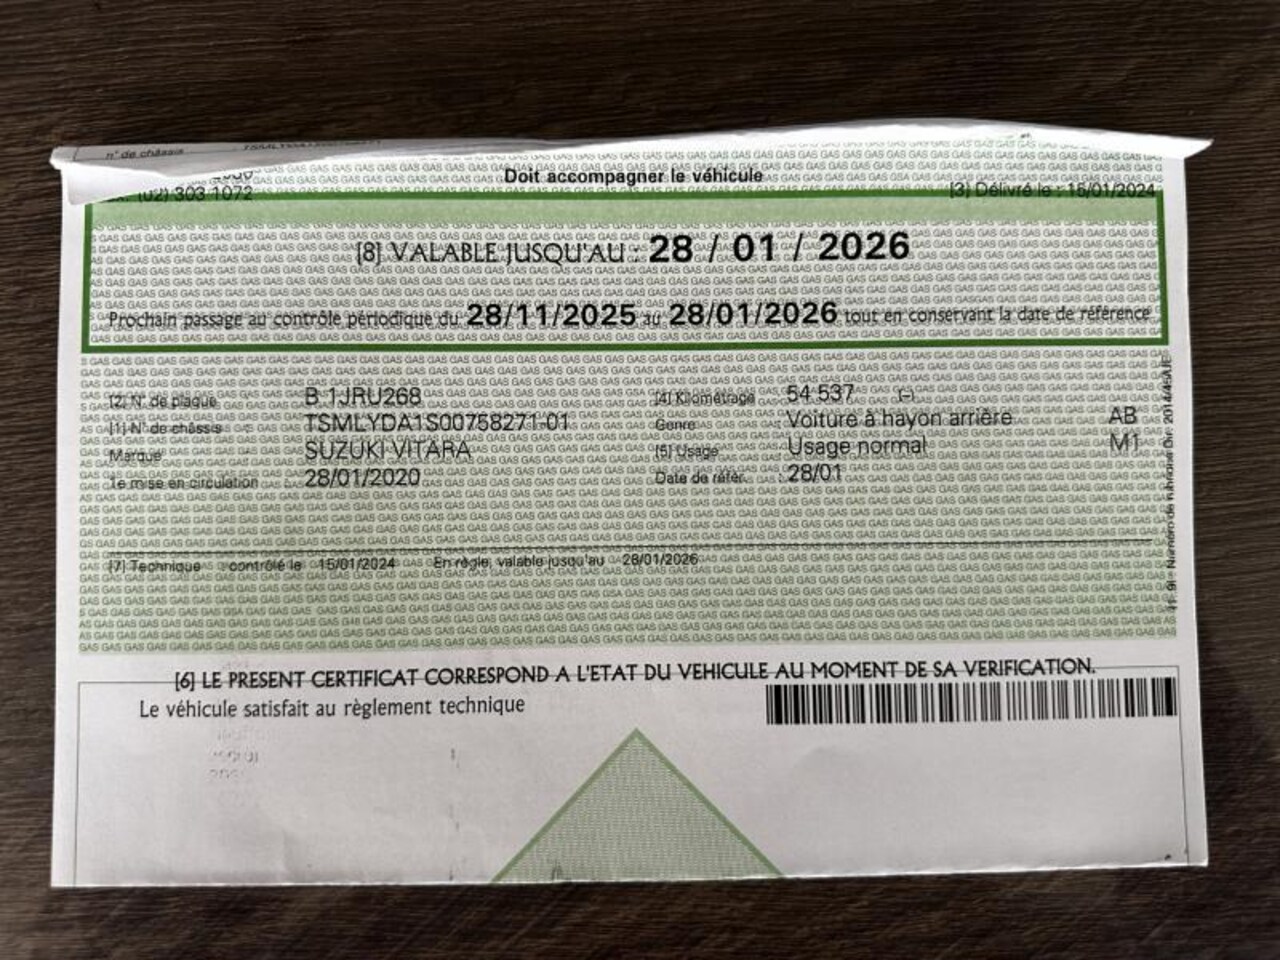 n° de châssis
(02) 303 1072
Doit accompagner le véhicule
[3] Délivré le : 15/01/2024
[8] VALABLE JUSQU'AU : 28 / 01 / 2026
Prochain passage au contrôle périodique du 28/11/2025 au 28/01/2026 tout en conservant la date de référence
[2] N°. de plaque : B 1JRU268 [4] Kilométrage : 54 537 (-)
[1] N° de châssis : TSMLYDA1S00758271-01 Genre : Voiture à hayon arrière AB
Marque : SUZUKI VITARA [5] Usage : Usage normal M1
1e mise en circulation : 28/01/2020 Date de référ. : 28/01
[7] Technique : contrôlé le 15/01/2024 En règle, valable jusqu'au 28/01/2026
[6] LE PRESENT CERTIFICAT CORRESPOND A L'ETAT DU VEHICULE AU MOMENT DE SA VERIFICATION.
Le véhicule satisfait au règlement technique